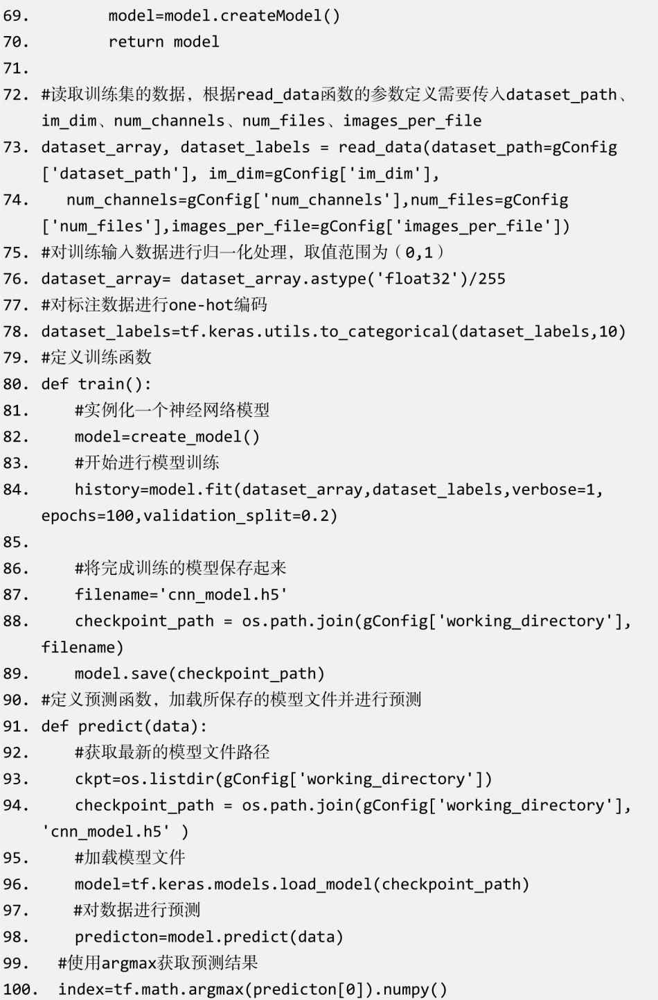 69.         model=model.createModel()
70.         return model
71.
72. #读取训练集的数据，根据read_data函数的参数定义需要传入dataset_path、
im_dim、num_channels、num_files、images_per_file
73. dataset_array, dataset_labels = read_data(dataset_path=gConfig
['dataset_path'], im_dim=gConfig['im_dim'],
74.    num_channels=gConfig['num_channels'],num_files=gConfig
['num_files'],images_per_file=gConfig['images_per_file'])
75. #对训练输入数据进行归一化处理，取值范围为（0,1）
76. dataset_array= dataset_array.astype('float32')/255
77. #对标注数据进行one-hot编码
78. dataset_labels=tf.keras.utils.to_categorical(dataset_labels,10)
79. #定义训练函数
80. def train():
81.     #实例化一个神经网络模型
82.     model=create_model()
83.     #开始进行模型训练
84.     history=model.fit(dataset_array,dataset_labels,verbose=1,
epochs=100,validation_split=0.2)
85.
86.     #将完成训练的模型保存起来
87.     filename='cnn_model.h5'
88.     checkpoint_path = os.path.join(gConfig['working_directory'],
filename)
89.     model.save(checkpoint_path)
90. #定义预测函数，加载所保存的模型文件并进行预测
91. def predict(data):
92.     #获取最新的模型文件路径
93.     ckpt=os.listdir(gConfig['working_directory'])
94.     checkpoint_path = os.path.join(gConfig['working_directory'],
'cnn_model.h5' )
95.     #加载模型文件
96.     model=tf.keras.models.load_model(checkpoint_path)
97.     #对数据进行预测
98.     predicton=model.predict(data)
99.   #使用argmax获取预测结果
100.  index=tf.math.argmax(predicton[0]).numpy()